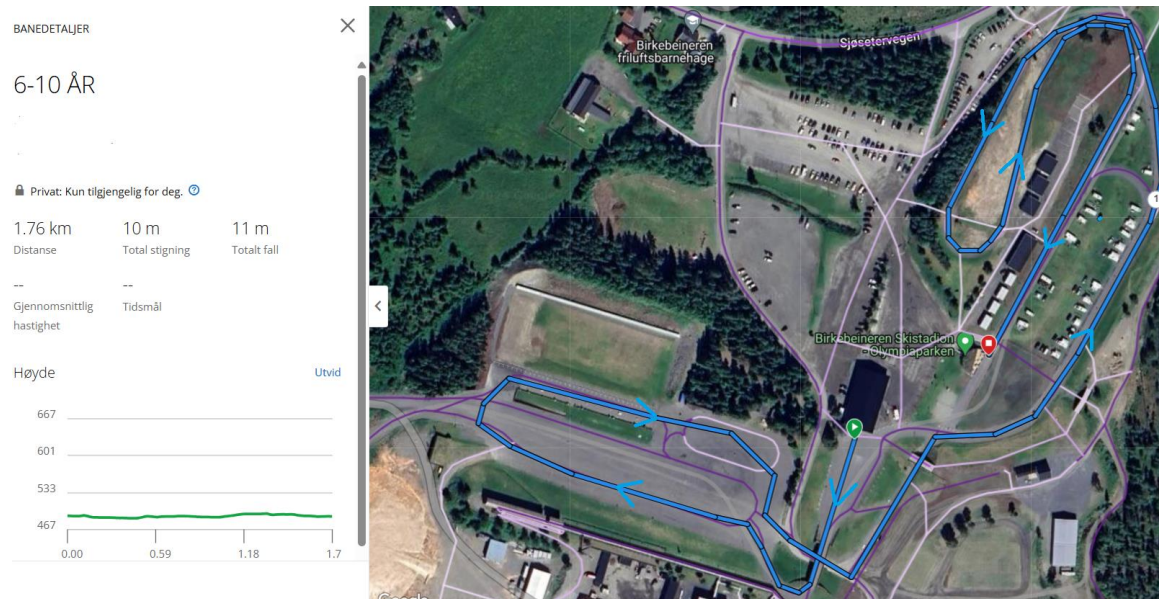 BANEDETALJER
6-10 ÅR
Privat: Kun tilgjengelig for deg.
1.76 km
10 m
11 m
Distanse
Total stigning
Totalt fall
--
--
Gjennomsnittlig
hastighet
Tidsmål
Høyde
Utvid
667
601
533
467
0.00
0.59
1.18
1.7
Birkebeineren
friluftsbarnehage
Sjøsetervegen
1
Birkebeineren Skistadion
- Olympiaparken
Google